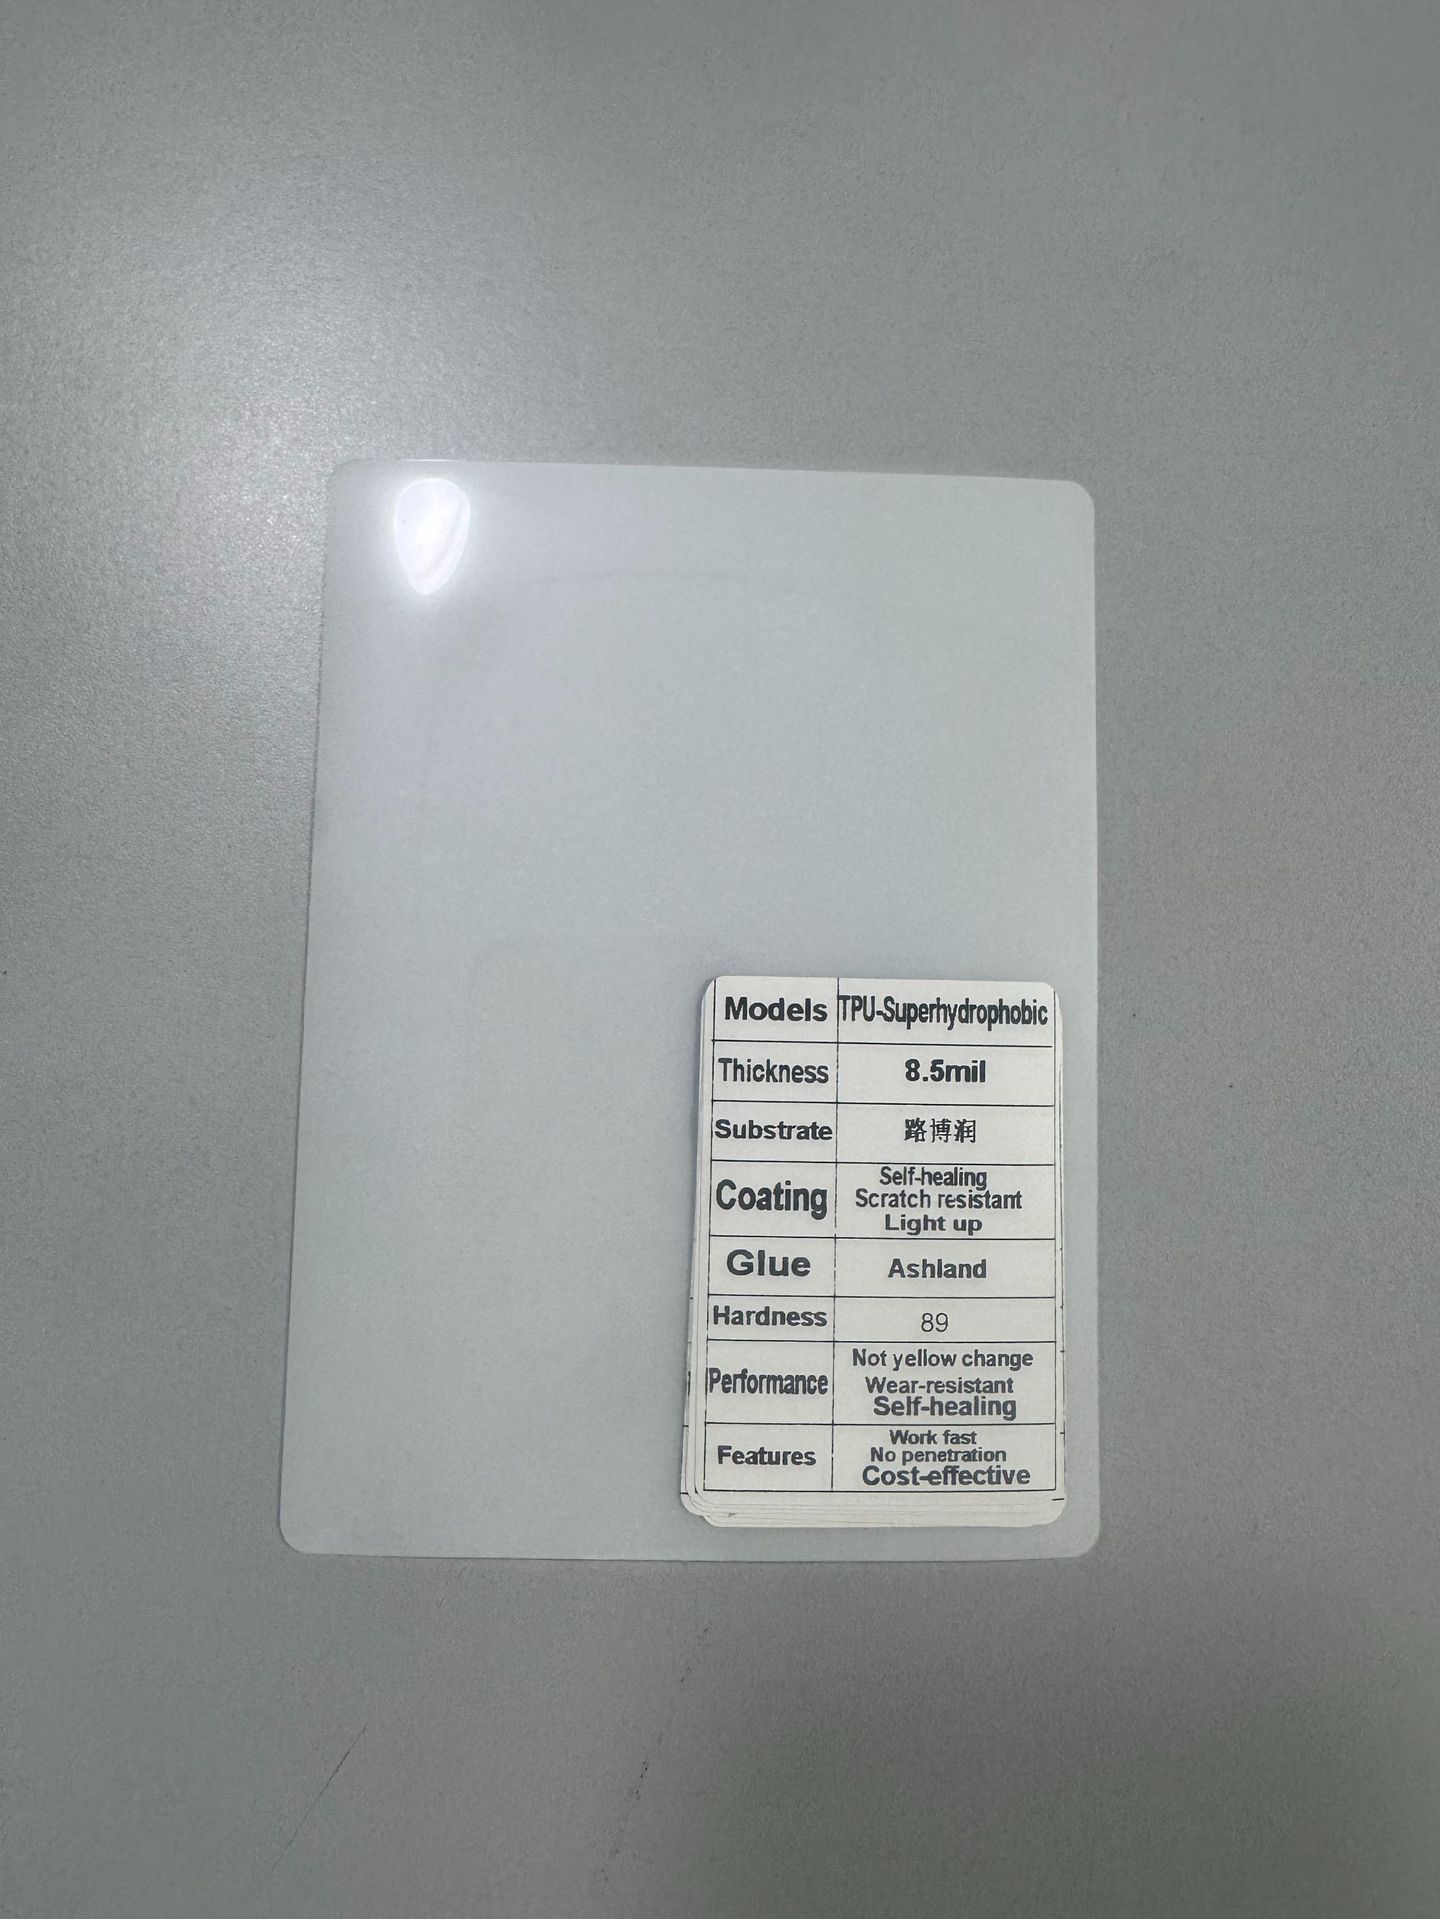 Models TPU-Superhydrophobic
Thickness 8.5mil
Substrate 路博润
Coating Self-healing
Scratch resistant
Light up
Glue Ashland
Hardness 89
Performance Not yellow change
Wear-resistant
Self-healing
Features Work fast
No penetration
Cost-effective